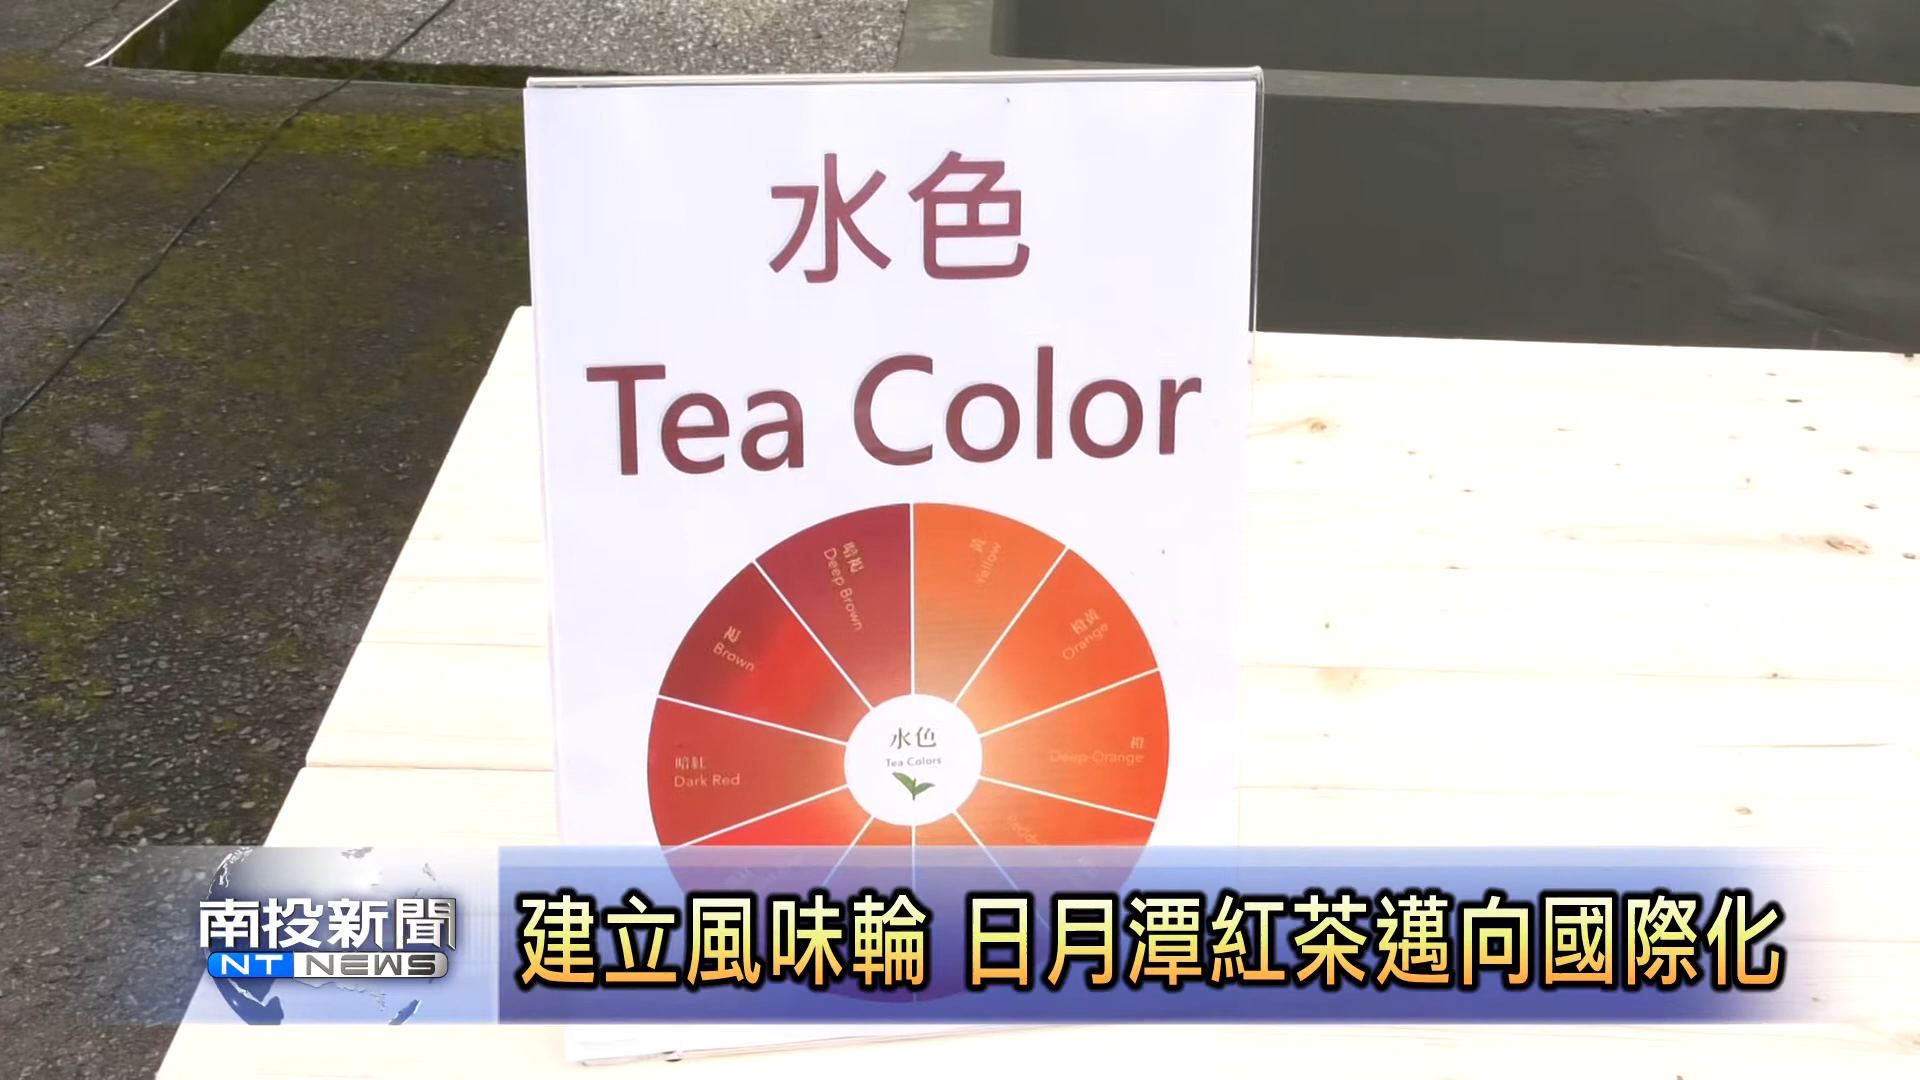 水色
Tea Color
暗褐
Deep Brown
黃
Yellow
橙黃
Orange
褐
Brown
橙
Deep Orange
暗紅
Dark Red
水色
Tea Colors
南投新聞
NT NEWS
建立風味輪 日月潭紅茶邁向國際化